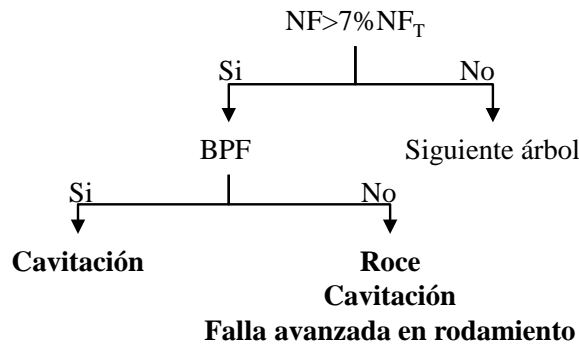 NF>7%NF_T
Si
No
BPF
Siguiente árbol
Si
No
Cavitación
Roce
Cavitación
Falla avanzada en rodamiento